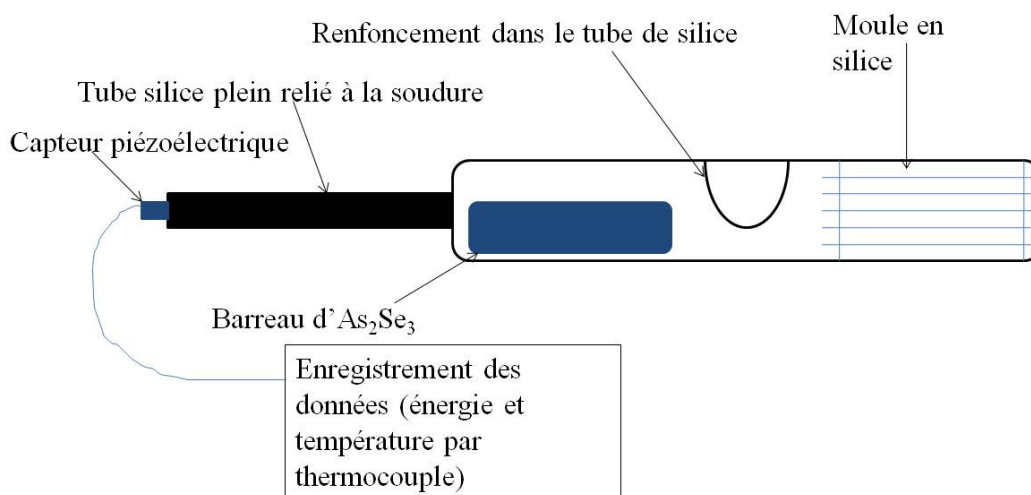 Renfoncement dans le tube de silice
Moule en
silice
Tube silice plein relié à la soudure
Capteur piézoélectrique
Barreau d’As₂Se₃
Enregistrement des
données (énergie et
température par
thermocouple)